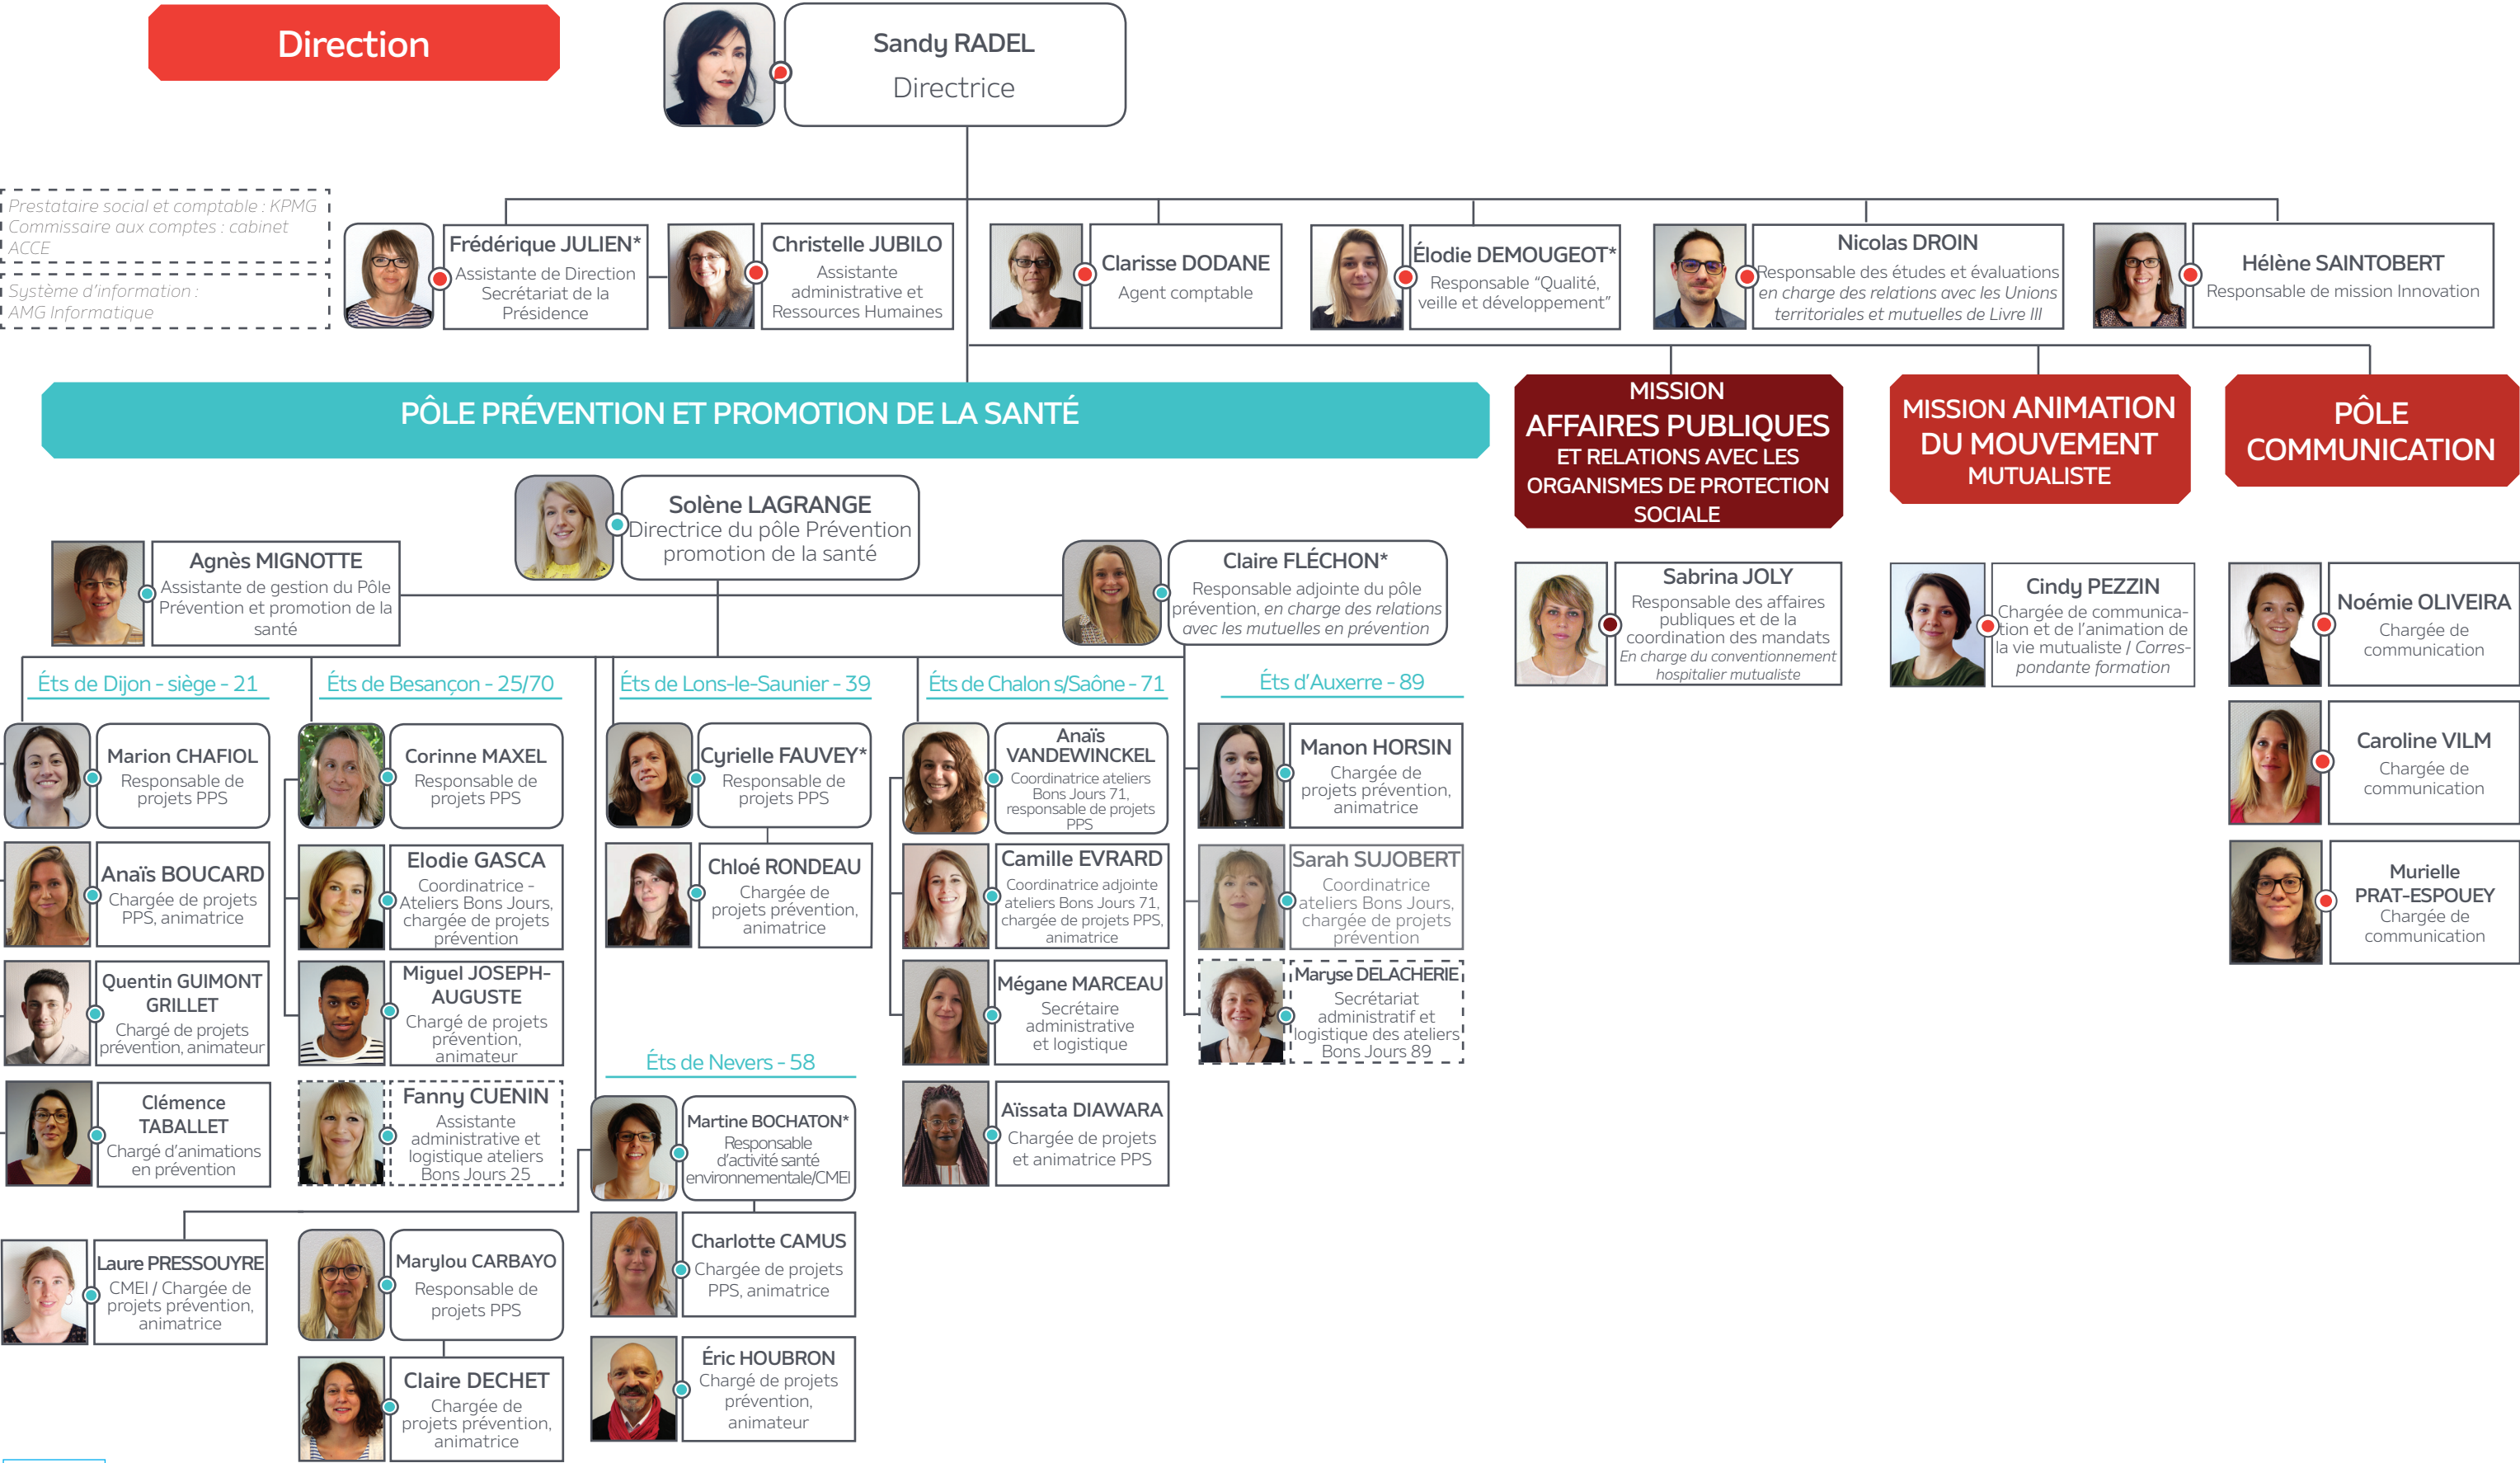 Direction
Sandy RADEL
Directrice
Prestataire social et comptable : KPMG
Commissaire aux comptes : cabinet
ACCE
Système d'information :
AMG Informatique
Frédérique JULIEN*
Assistante de Direction
Secrétariat de la
Présidence
Christelle JUBILO
Assistante
administrative et
Ressources Humaines
Clarisse DODANE
Agent comptable
Élodie DEMOUGEOT*
Responsable “Qualité,
veille et développement”
Nicolas DROIN
Responsable des études et évaluations
en charge des relations avec les Unions
territoriales et mutuelles de Livre III
Hélène SAINTOBERT
Responsable de mission Innovation
PÔLE PRÉVENTION ET PROMOTION DE LA SANTÉ
MISSION
AFFAIRES PUBLIQUES
ET RELATIONS AVEC LES
ORGANISMES DE PROTECTION
SOCIALE
MISSION ANIMATION
DU MOUVEMENT
MUTUALISTE
PÔLE
COMMUNICATION
Solène LAGRANGE
Directrice du pôle Prévention
promotion de la santé
Agnès MIGNOTTE
Assistante de gestion du Pôle
Prévention et promotion de la
santé
Claire FLÉCHON*
Responsable adjointe du pôle
prévention, en charge des relations
avec les mutuelles en prévention
Sabrina JOLY
Responsable des affaires
publiques et de la
coordination des mandats
En charge du conventionnement
hospitalier mutualiste
Cindy PEZZIN
Chargée de communica-
tion et de l'animation de
la vie mutualiste / Corres-
pondante formation
Noémie OLIVEIRA
Chargée de
communication
Caroline VILM
Chargée de
communication
Murielle
PRAT-ESPOUEY
Chargée de
communication
Éts de Dijon - siège - 21
Marion CHAFIOL
Responsable de
projets PPS
Anaïs BOUCARD
Chargée de projets
PPS, animatrice
Quentin GUIMONT
GRILLET
Chargé de projets
prévention, animateur
Clémence
TABALLET
Chargé d'animations
en prévention
Laure PRESSOUYRE
CMEI / Chargée de
projets prévention,
animatrice
Éts de Besançon - 25/70
Corinne MAXEL
Responsable de
projets PPS
Elodie GASCA
Coordinatrice -
Ateliers Bons Jours,
chargée de projets
prévention
Miguel JOSEPH-
AUGUSTE
Chargé de projets
prévention,
animateur
Fanny CUENIN
Assistante
administrative et
logistique ateliers
Bons Jours 25
Marylou CARBAYO
Responsable de
projets PPS
Claire DECHET
Chargée de
projets prévention,
animatrice
Éts de Lons-le-Saunier - 39
Cyrielle FAUVEY*
Responsable de
projets PPS
Chloé RONDEAU
Chargée de
projets prévention,
animatrice
Éts de Nevers - 58
Martine BOCHATON*
Responsable
d'activité santé
environnementale/CMEI
Charlotte CAMUS
Chargée de projets
PPS, animatrice
Éric HOUBRON
Chargé de projets
prévention,
animateur
Éts de Chalon s/Saône - 71
Anaïs
VANDEWINCKEL
Coordinatrice ateliers
Bons Jours 71,
responsable de projets
PPS
Camille EVRARD
Coordinatrice adjointe
ateliers Bons Jours 71,
chargée de projets PPS,
animatrice
Mégane MARCEAU
Secrétaire
administrative
et logistique
Aïssata DIAWARA
Chargée de projets
et animatrice PPS
Éts d'Auxerre - 89
Manon HORSIN
Chargée de
projets prévention,
animatrice
Sarah SUJOBERT
Coordinatrice
ateliers Bons Jours,
chargée de projets
prévention
Maryse DELACHERIE
Secrétariat
administratif et
logistique des ateliers
Bons Jours 89